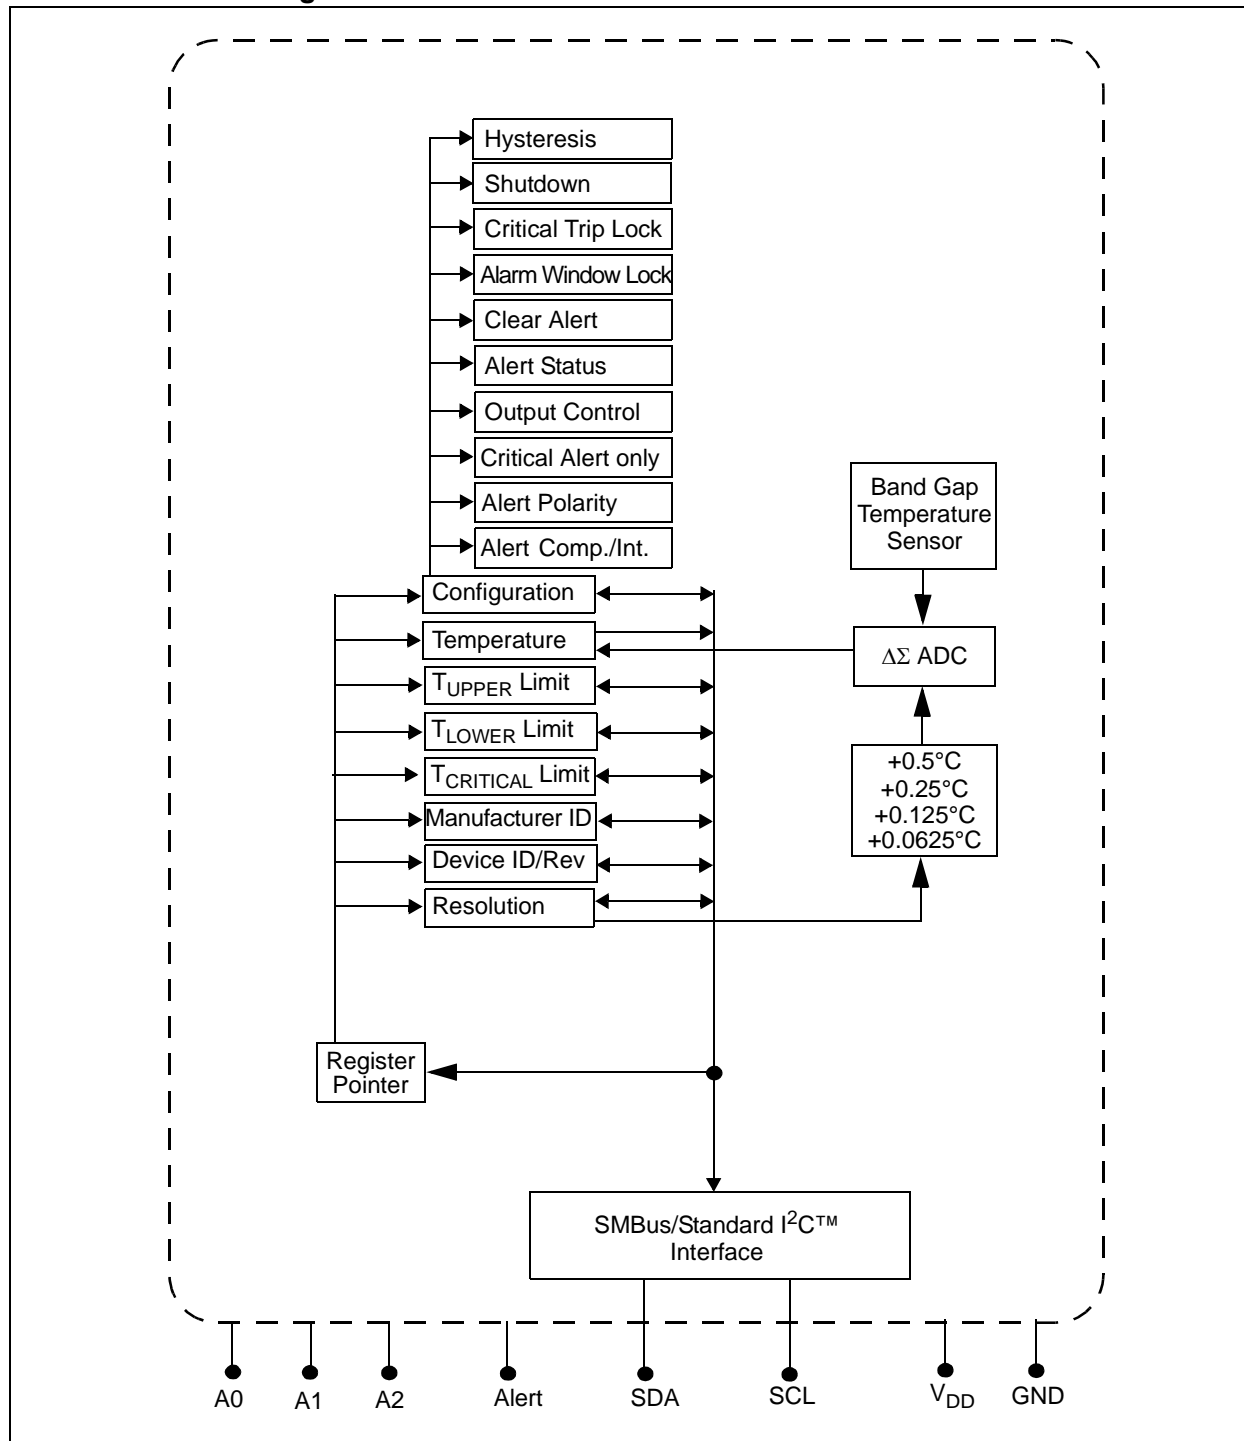 Hysteresis
Shutdown
Critical Trip Lock
Alarm Window Lock
Clear Alert
Alert Status
Output Control
Critical Alert only
Alert Polarity
Alert Comp./Int.
Configuration
Temperature
TUPPER Limit
TLOWER Limit
TCRITICAL Limit
Manufacturer ID
Device ID/Rev
Resolution
Register
Pointer
Band Gap
Temperature
Sensor
ΔΣ ADC
+0.5°C
+0.25°C
+0.125°C
+0.0625°C
SMBus/Standard I²C™
Interface
A0 A1 A2 Alert SDA SCL VDD GND